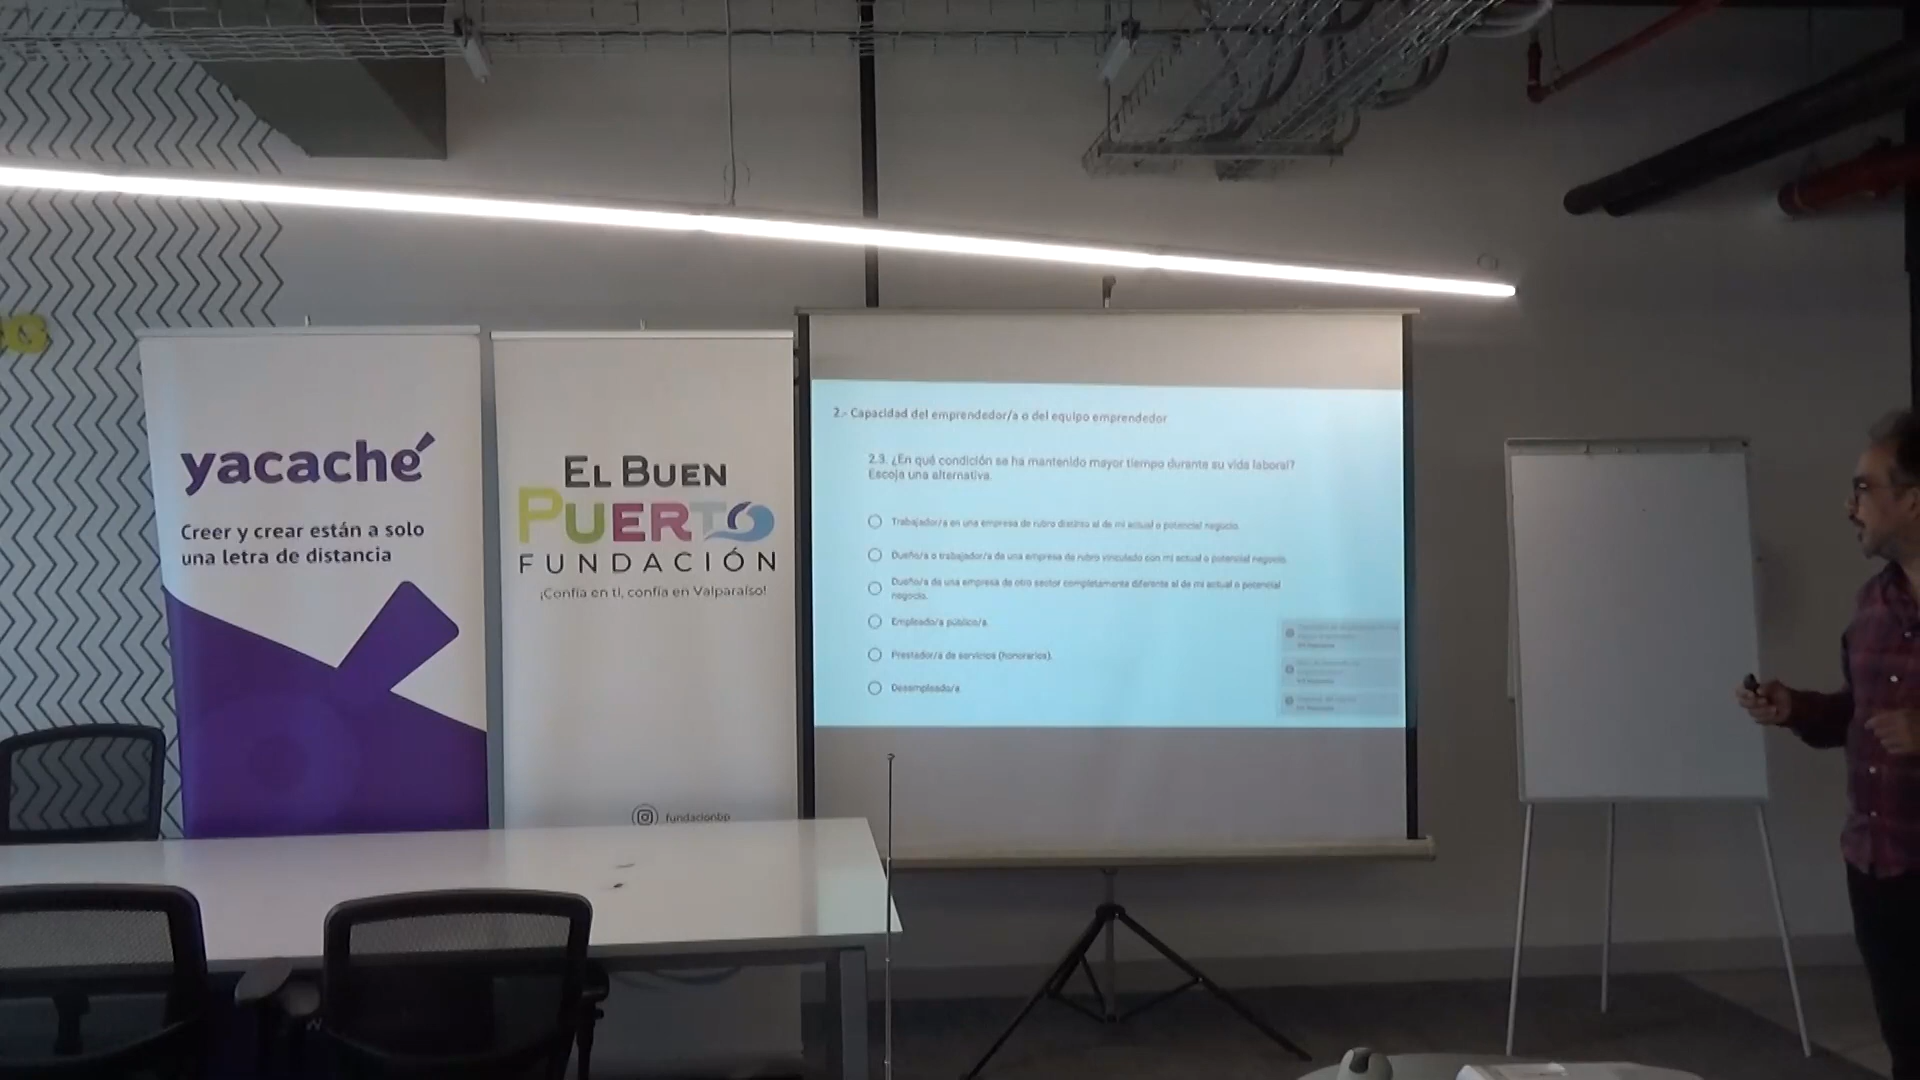 yacaché
Creer y crear están a solo
una letra de distancia
EL BUEN
PUERTO
FUNDACIÓN
¡Confía en ti, confía en Valparaíso!
fundacionbp
2.- Capacidad del emprendedor/a o del equipo emprendedor
2.3. ¿En qué condición se ha mantenido mayor tiempo durante su vida laboral?
Escoja una alternativa.
Trabajador/a en una empresa de rubro distinto al de mi actual o potencial negocio.
Dueño/a o trabajador/a de una empresa de rubro vinculado con mi actual o potencial negocio.
Dueño/a de una empresa de otro sector completamente diferente al de mi actual o potencial
negocio.
Empleado/a público/a.
Prestador/a de servicios (honorarios).
Desempleado/a.